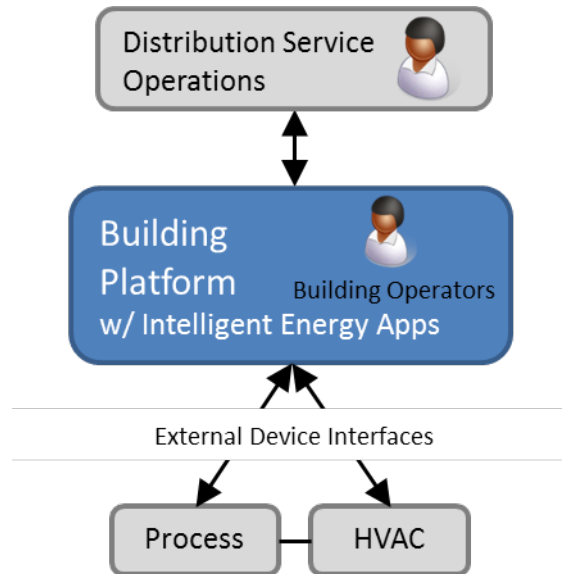 Distribution Service
Operations
Building
Platform
Building Operators
w/ Intelligent Energy Apps
External Device Interfaces
Process
HVAC